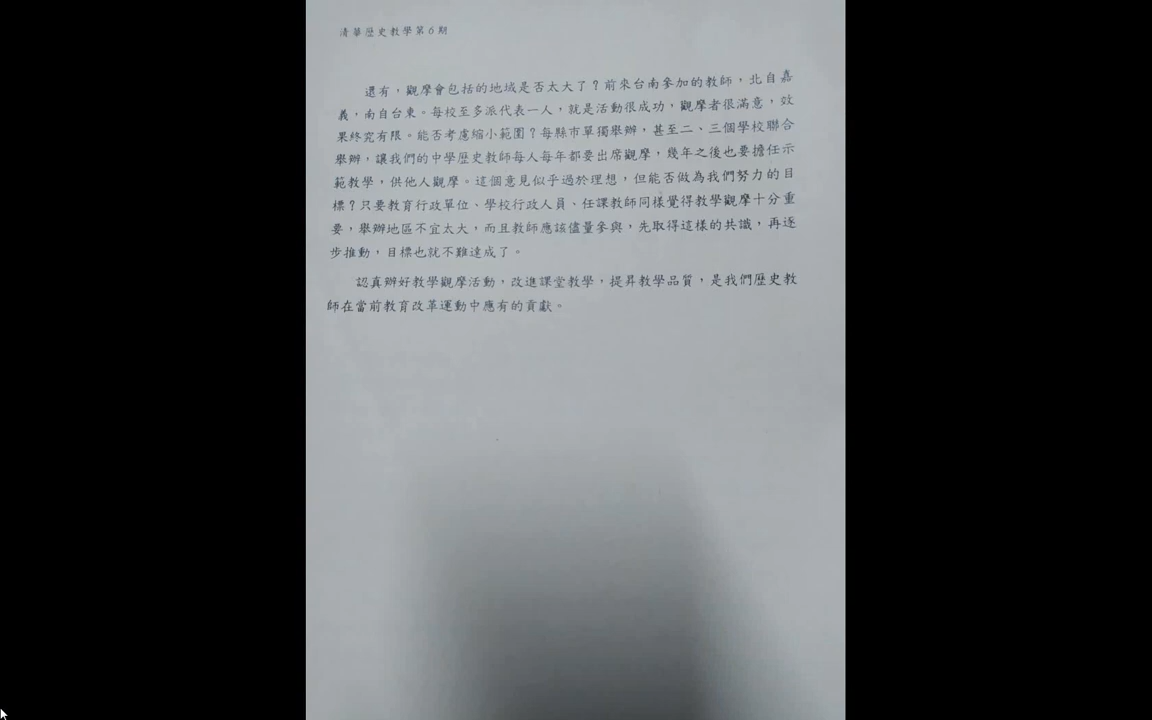 清華歷史教學第6期
還有，觀摩會包括的地域是否太大了？前來台南參加的教師，北自嘉
義，南自台東。每校至多派代表一人，就是活動很成功，觀摩者很滿意，效
果終究有限。能否考慮縮小範圍？每縣市單獨舉辦，甚至二、三個學校聯合
舉辦，讓我們的中學歷史教師每人每年都要出席觀摩，幾年之後也要擔任示
範教學，供他人觀摩。這個意見似乎過於理想，但能否做為我們努力的目
標？只要教育行政單位、學校行政人員、任課教師同樣覺得教學觀摩十分重
要，舉辦地區不宜太大，而且教師應該儘量參與，先取得這樣的共識，再逐
步推動，目標也就不難達成了。
認真辦好教學觀摩活動，改進課堂教學，提昇教學品質，是我們歷史教
師在當前教育改革運動中應有的貢獻。